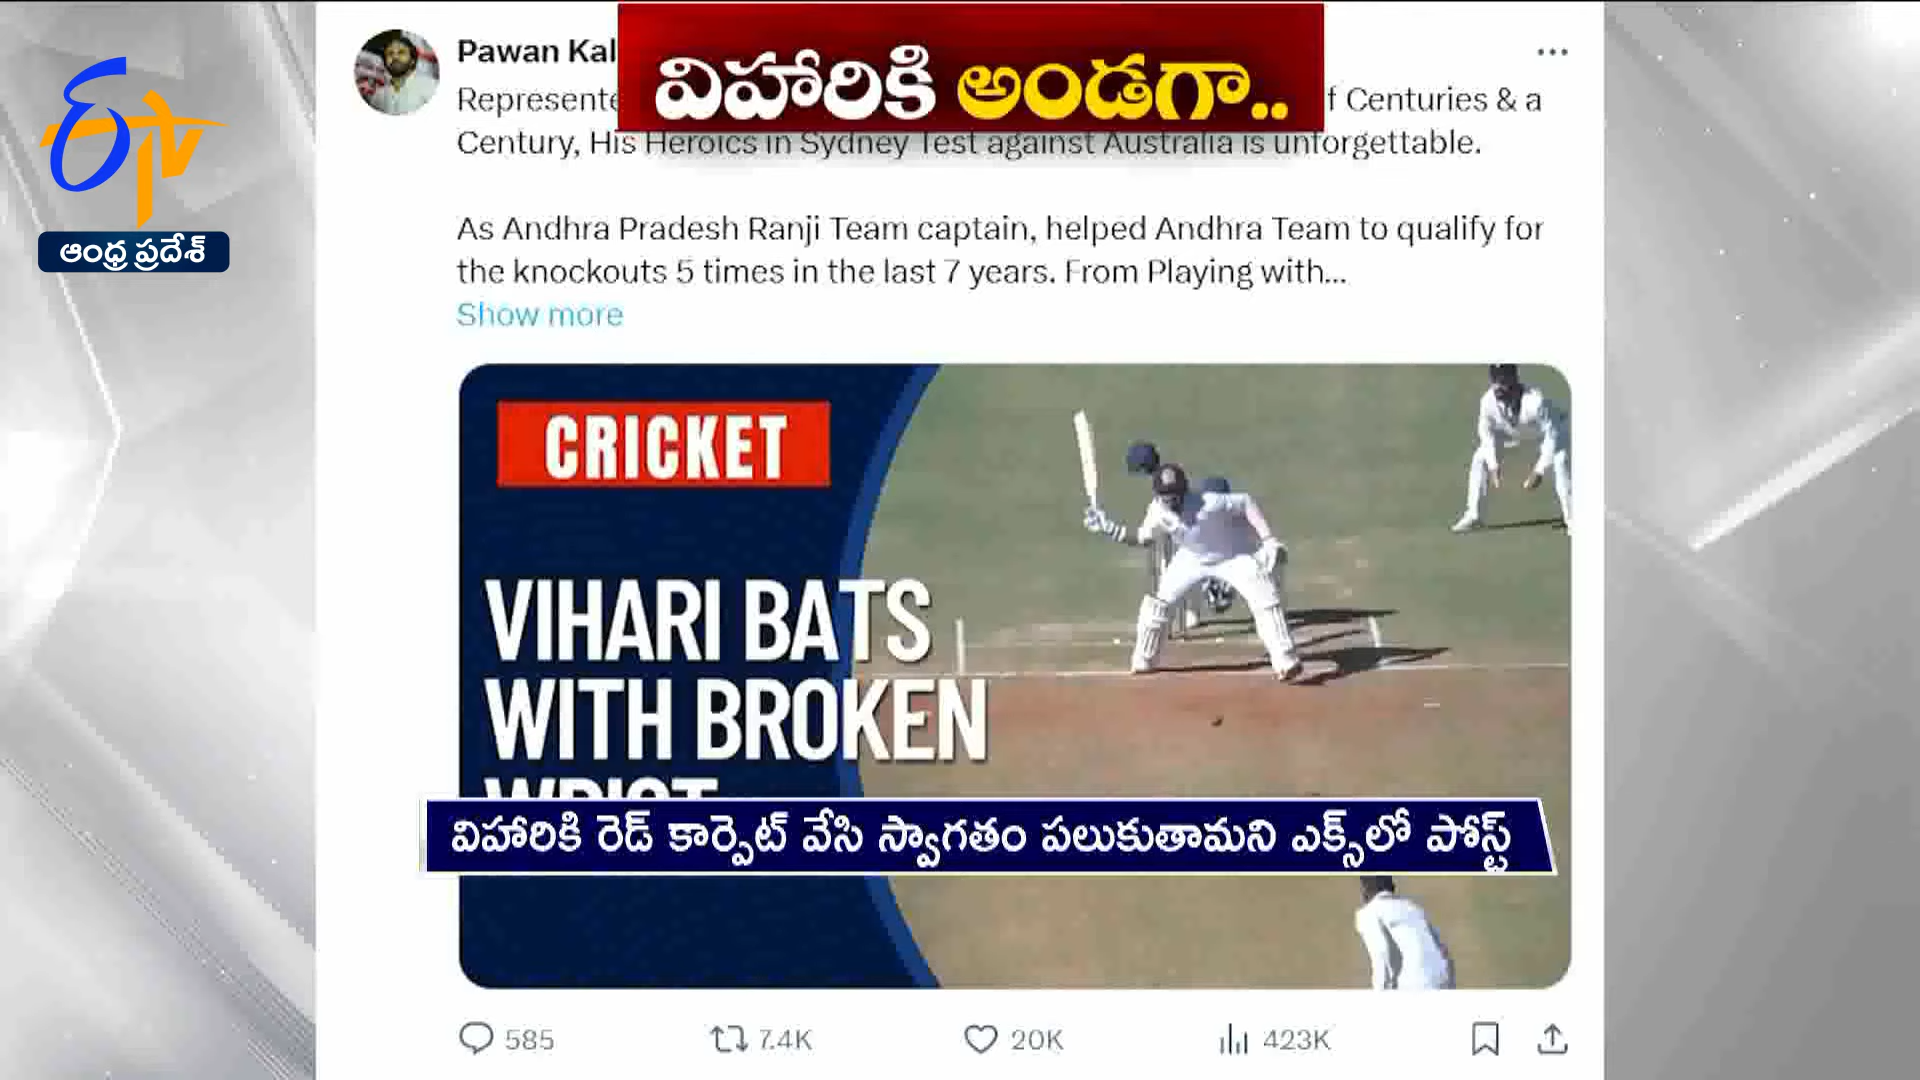 ETV
ఆంధ్ర ప్రదేశ్
Pawan Kal
విహారికి అండగా..
f Centuries & a
Century, His Heroics in Sydney Test against Australia is unforgettable.
As Andhra Pradesh Ranji Team captain, helped Andhra Team to qualify for
the knockouts 5 times in the last 7 years. From Playing with...
Show more
CRICKET
VIHARI BATS
WITH BROKEN
విహారికి రెడ్ కార్పెట్ వేసి స్వాగతం పలుకుతామని ఎక్స్‌లో పోస్ట్
585 7.4K 20K 423K